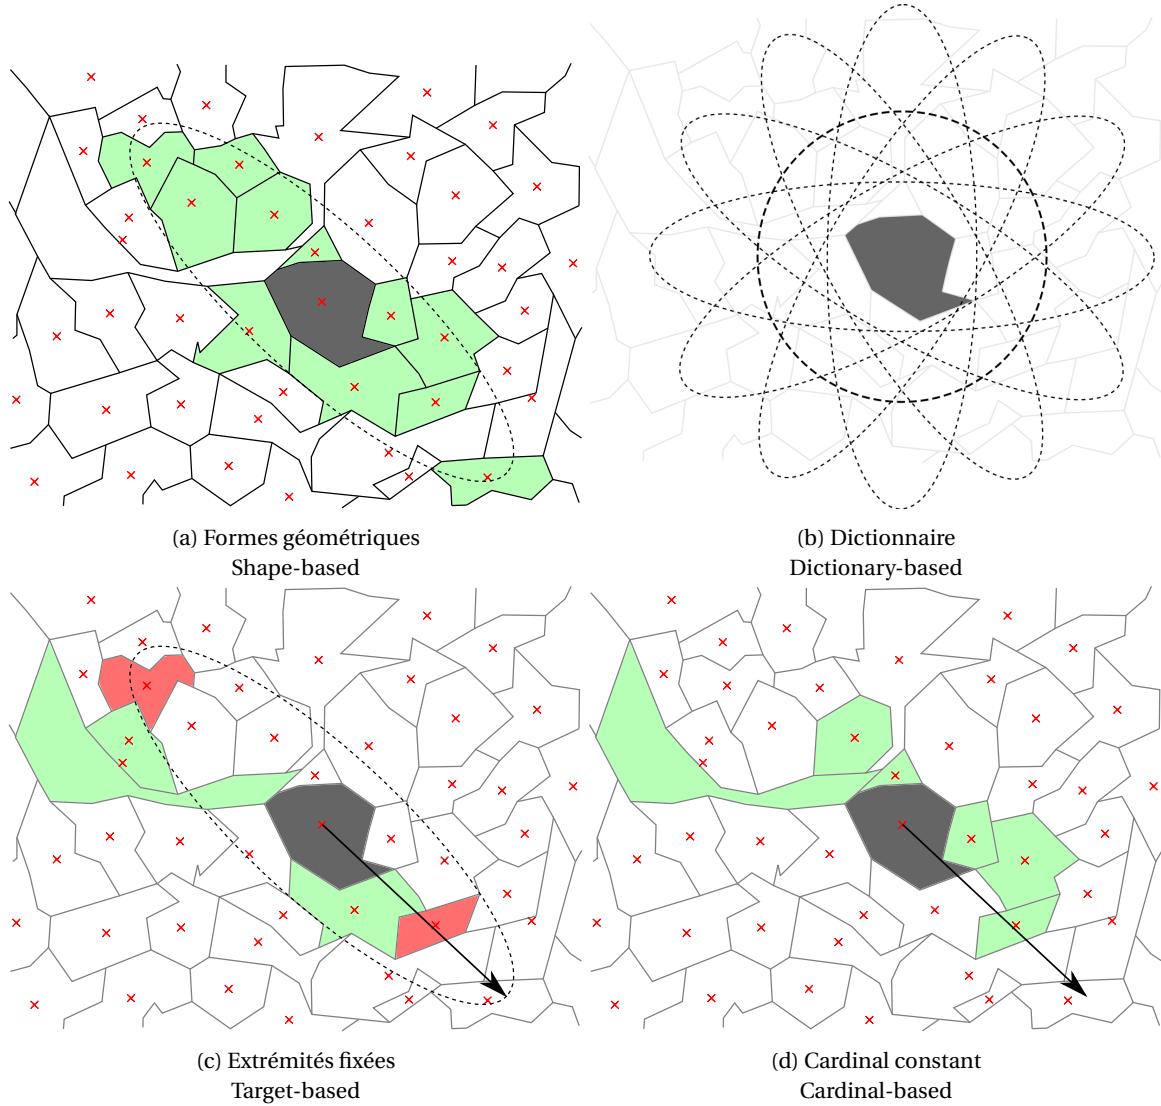 (a) Formes géométriques
Shape-based
(b) Dictionnaire
Dictionary-based
(c) Extrémités fixées
Target-based
(d) Cardinal constant
Cardinal-based